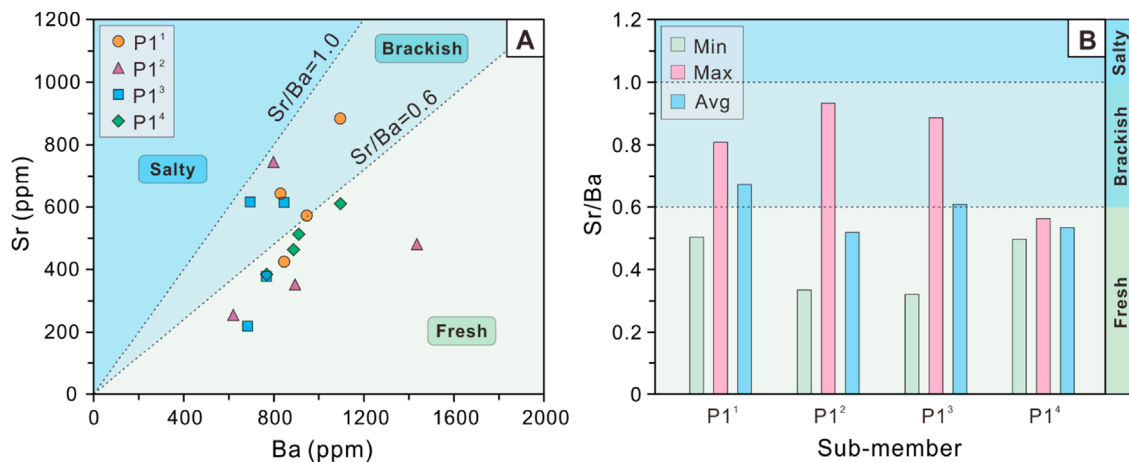 A
P1¹
P1²
P1³
P1⁴
Sr/Ba=1.0
Sr/Ba=0.6
Brackish
Salty
Fresh
Sr (ppm)
1200
1000
800
600
400
200
0
0 400 800 1200 1600 2000
Ba (ppm)
B
Min
Max
Avg
Salty
Brackish
Fresh
Sr/Ba
1.2
1.0
0.8
0.6
0.4
0.2
0
P1¹ P1² P1³ P1⁴
Sub-member